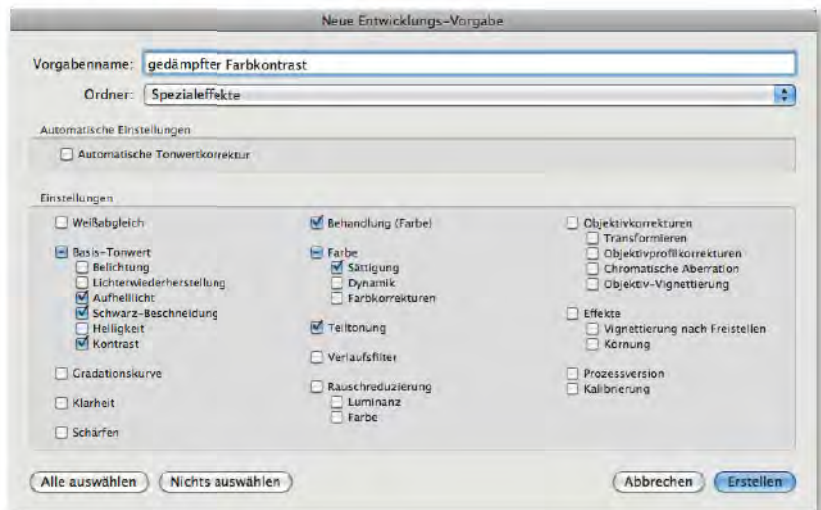 Neue Entwicklungs-Vorgabe
Vorgabenname: gedämpfter Farbkontrast
Ordner: Spezialeffekte
Automatische Einstellungen
Automatische Tonwertkorrektur
Einstellungen
Weißabgleich
Basis-Tonwert
Belichtung
Lichterwiederherstellung
Aufhelllicht
Schwarz-Beschneidung
Helligkeit
Kontrast
Gradationskurve
Klarheit
Schärfen
Behandlung (Farbe)
Farbe
Sättigung
Dynamik
Farbkorrekturen
Teiltonung
Verlaufsfilter
Rauschreduzierung
Luminanz
Farbe
Objektivkorrekturen
Transformieren
Objektivprofilkorrekturen
Chromatische Aberration
Objektiv-Vignettierung
Effekte
Vignettierung nach Freistellen
Körnung
Prozessversion
Kalibrierung
Alle auswählen Nichts auswählen Abbrechen Erstellen